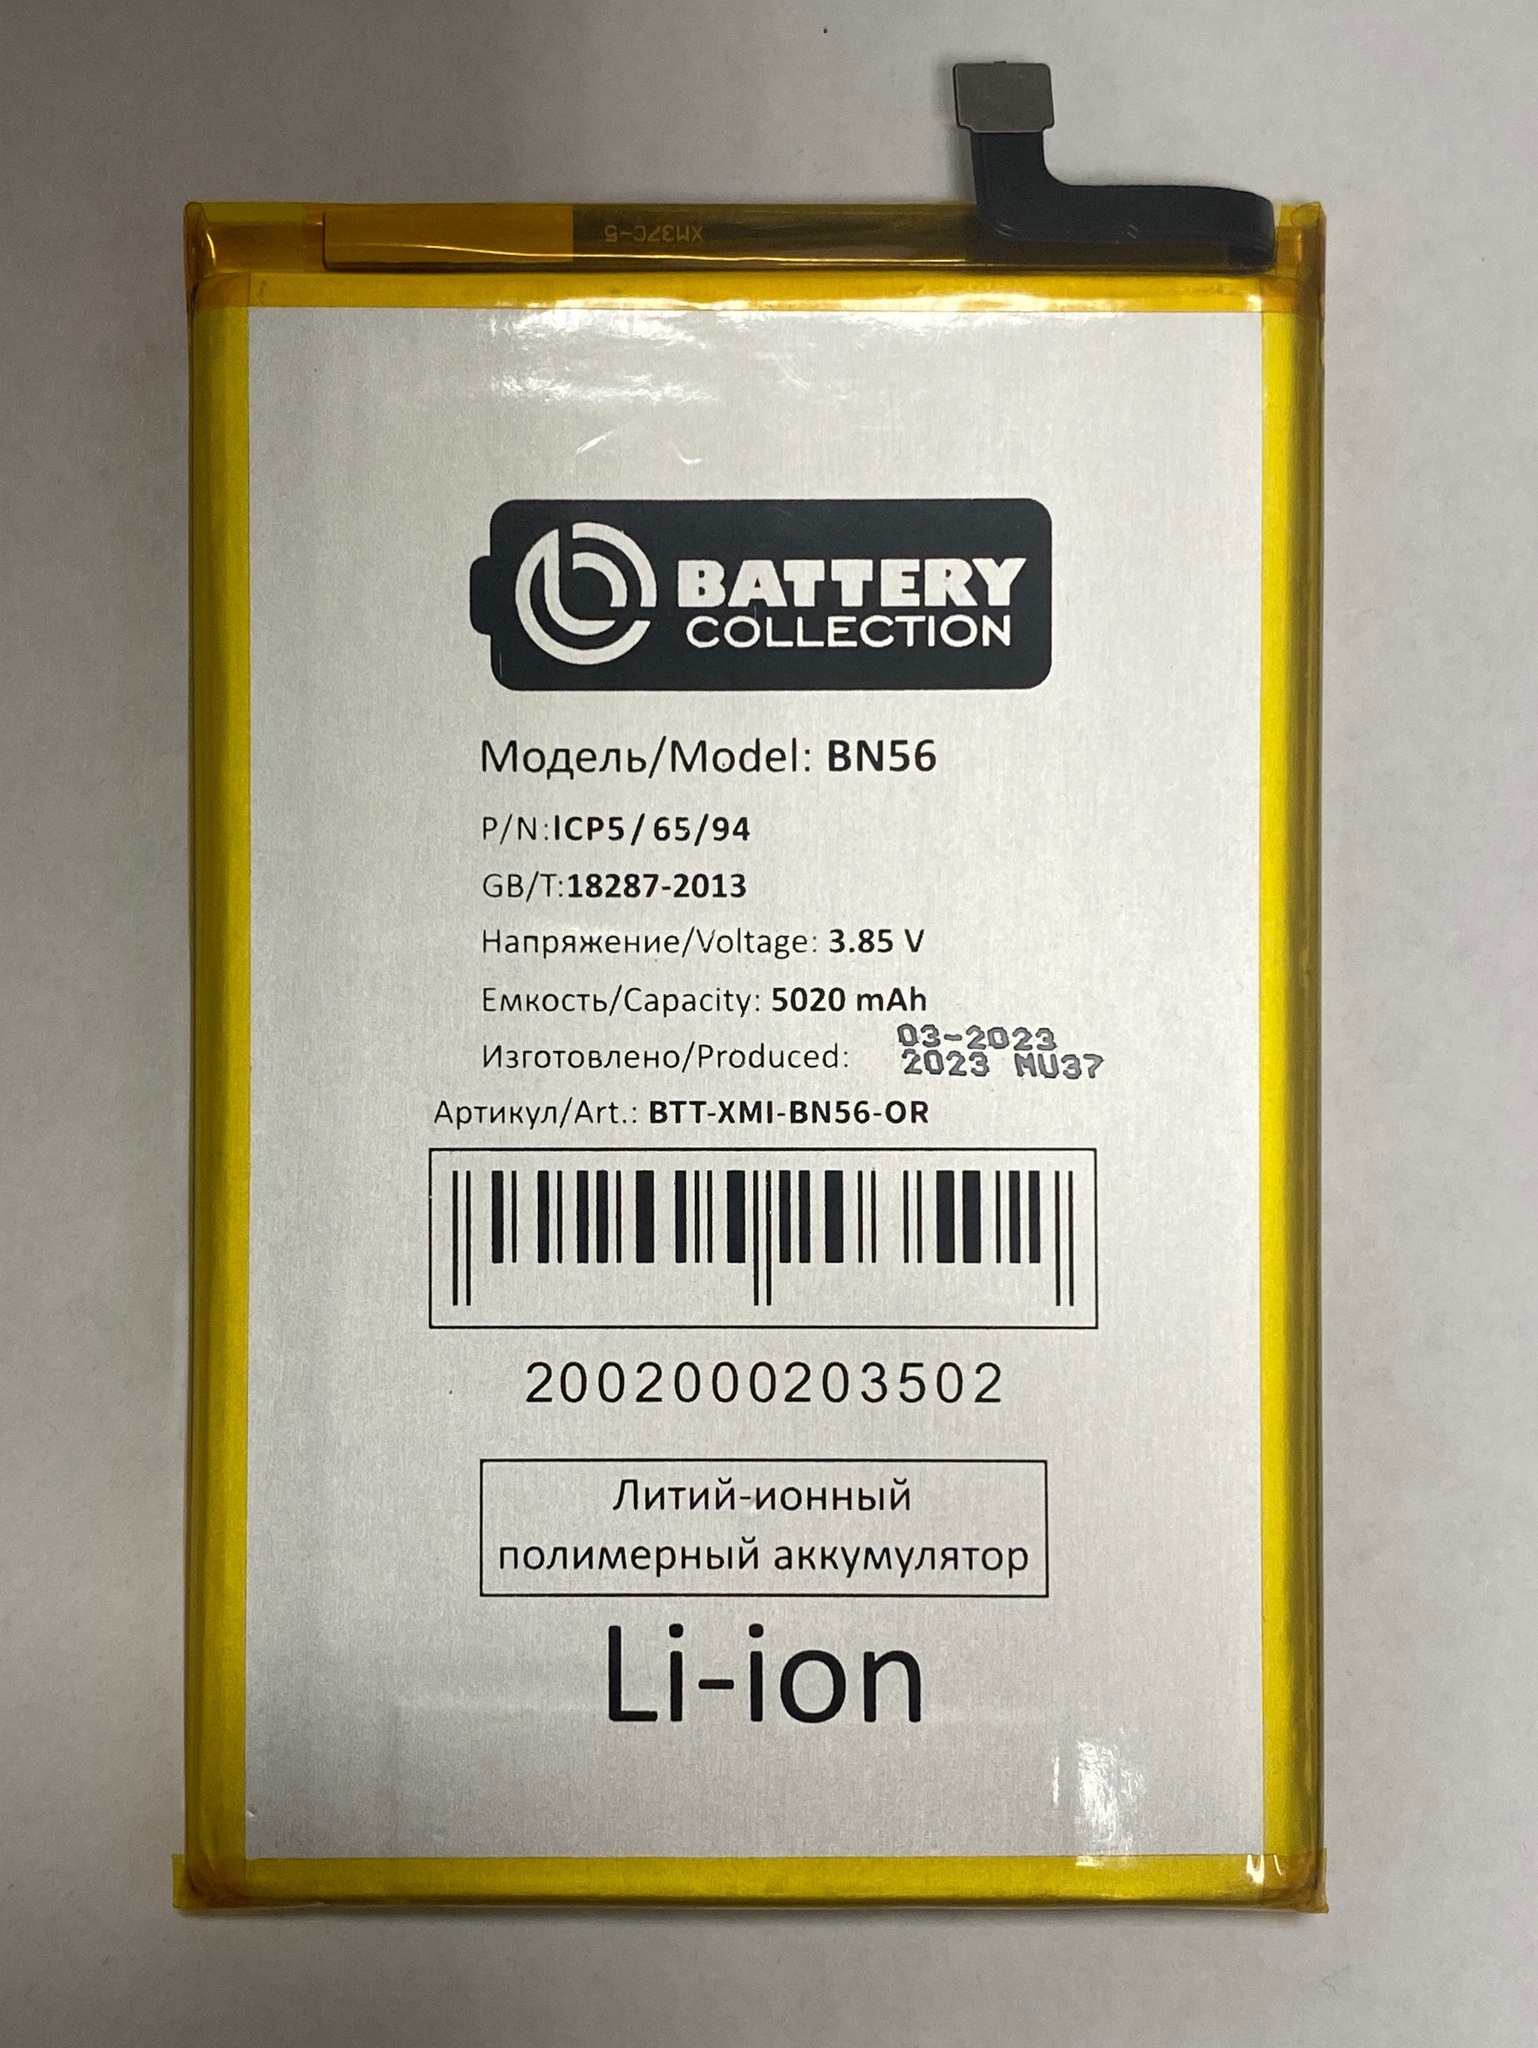 XM37C-5
BATTERY
COLLECTION
Модель/Model: BN56
P/N:ICP5/65/94
GB/T:18287-2013
Напряжение/Voltage: 3.85 V
Емкость/Capacity: 5020 mAh
Изготовлено/Produced: 03-2023
2023 MU37
Артикул/Art.: BTT-XMI-BN56-OR
2002000203502
Литий-ионный
полимерный аккумулятор
Li-ion